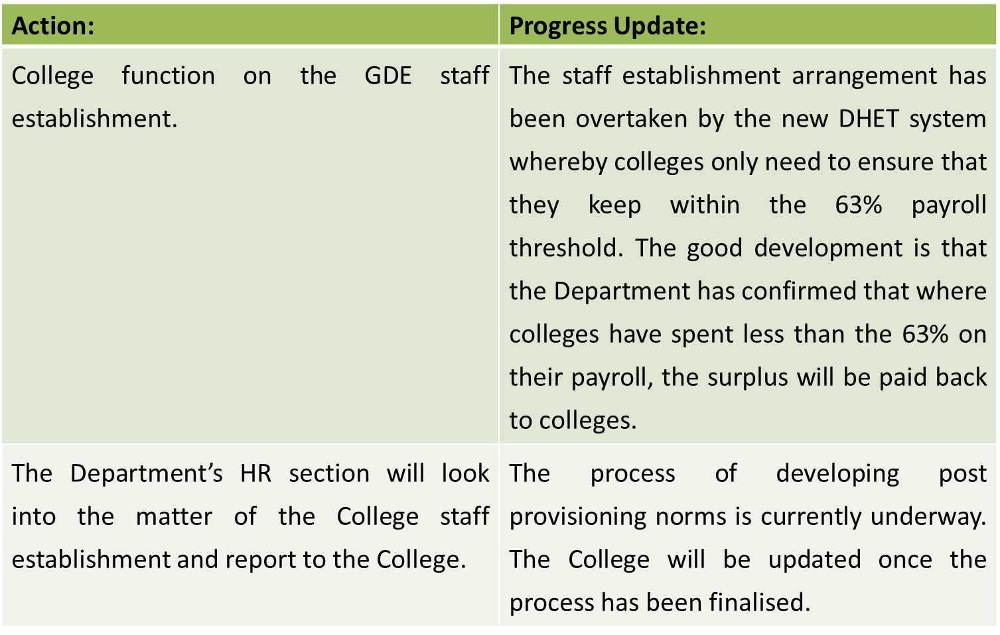 Action:
Progress Update:
College function on the GDE staff
establishment.
The staff establishment arrangement has
been overtaken by the new DHET system
whereby colleges only need to ensure that
they keep within the 63% payroll
threshold. The good development is that
the Department has confirmed that where
colleges have spent less than the 63% on
their payroll, the surplus will be paid back
to colleges.
The Department’s HR section will look
into the matter of the College staff
establishment and report to the College.
The process of developing post
provisioning norms is currently underway.
The College will be updated once the
process has been finalised.